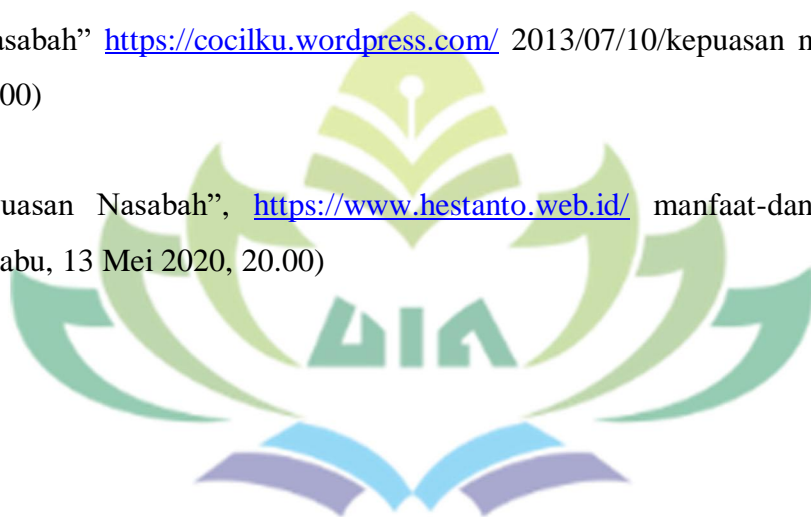 asabah” https://cocilku.wordpress.com/ 2013/07/10/kepuasan n
00)
uasan Nasabah”, https://www.hestanto.web.id/ manfaat-dan
abu, 13 Mei 2020, 20.00)
UIN